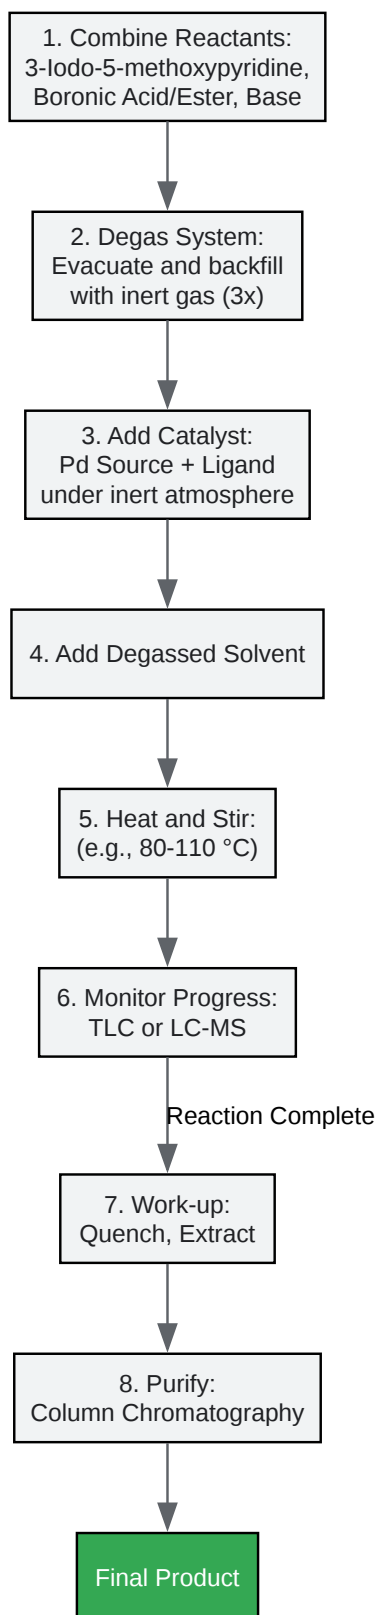 1. Combine Reactants:
3-Iodo-5-methoxypyridine,
Boronic Acid/Ester, Base
2. Degas System:
Evacuate and backfill
with inert gas (3x)
3. Add Catalyst:
Pd Source + Ligand
under inert atmosphere
4. Add Degassed Solvent
5. Heat and Stir:
(e.g., 80-110 °C)
6. Monitor Progress:
TLC or LC-MS
Reaction Complete
7. Work-up:
Quench, Extract
8. Purify:
Column Chromatography
Final Product